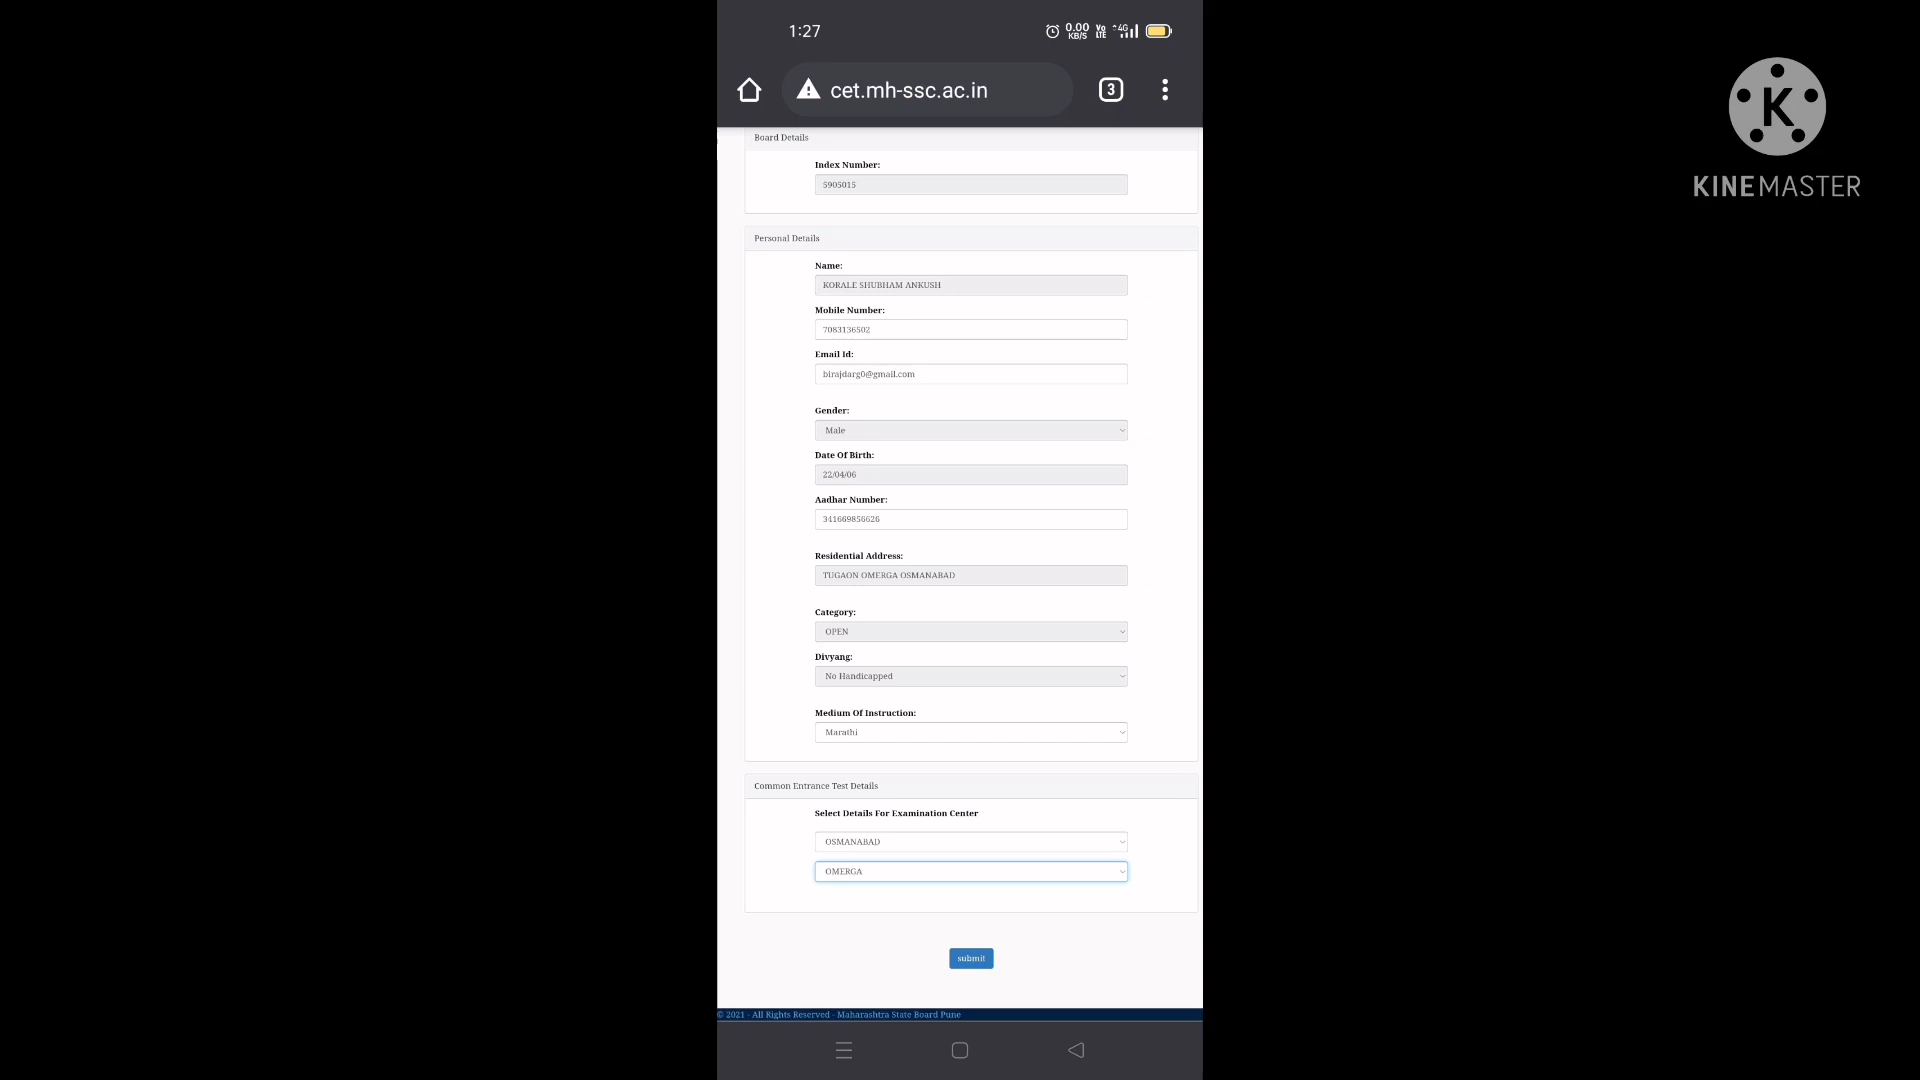 1:27
0.00
KB/S
Vo
LTE
4G
cet.mh-ssc.ac.in
3
K
KINEMASTER
Board Details
Index Number:
5905015
Personal Details
Name:
KORALE SHUBHAM ANKUSH
Mobile Number:
7083136502
Email Id:
birajdarg0@gmail.com
Gender:
Male
Date Of Birth:
22/04/06
Aadhar Number:
341669856626
Residential Address:
TUGAON OMERGA OSMANABAD
Category:
OPEN
Divyang:
No Handicapped
Medium Of Instruction:
Marathi
Common Entrance Test Details
Select Details For Examination Center
OSMANABAD
OMERGA
submit
© 2021 - All Rights Reserved - Maharashtra State Board Pune